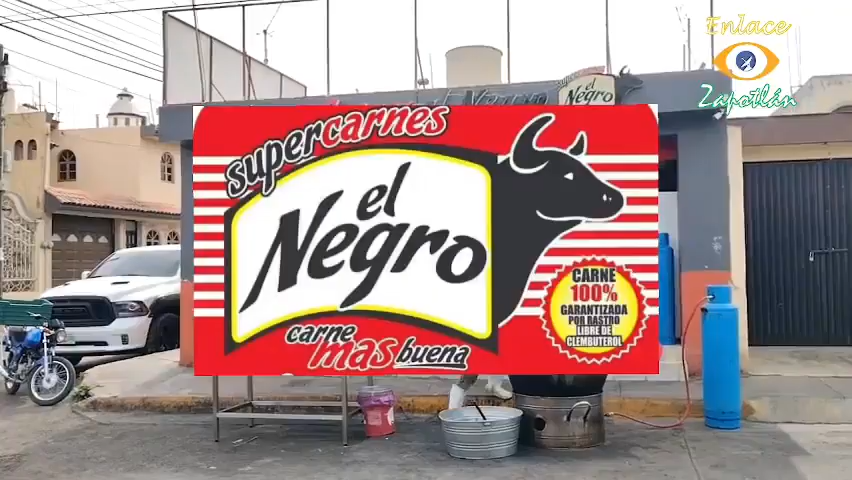 Enlace
Zapotlán
el
Negro
supercarnes
el
Negro
carne
mas buena
CARNE
100%
GARANTIZADA
POR RASTRO
LIBRE DE
CLEMBUTEROL